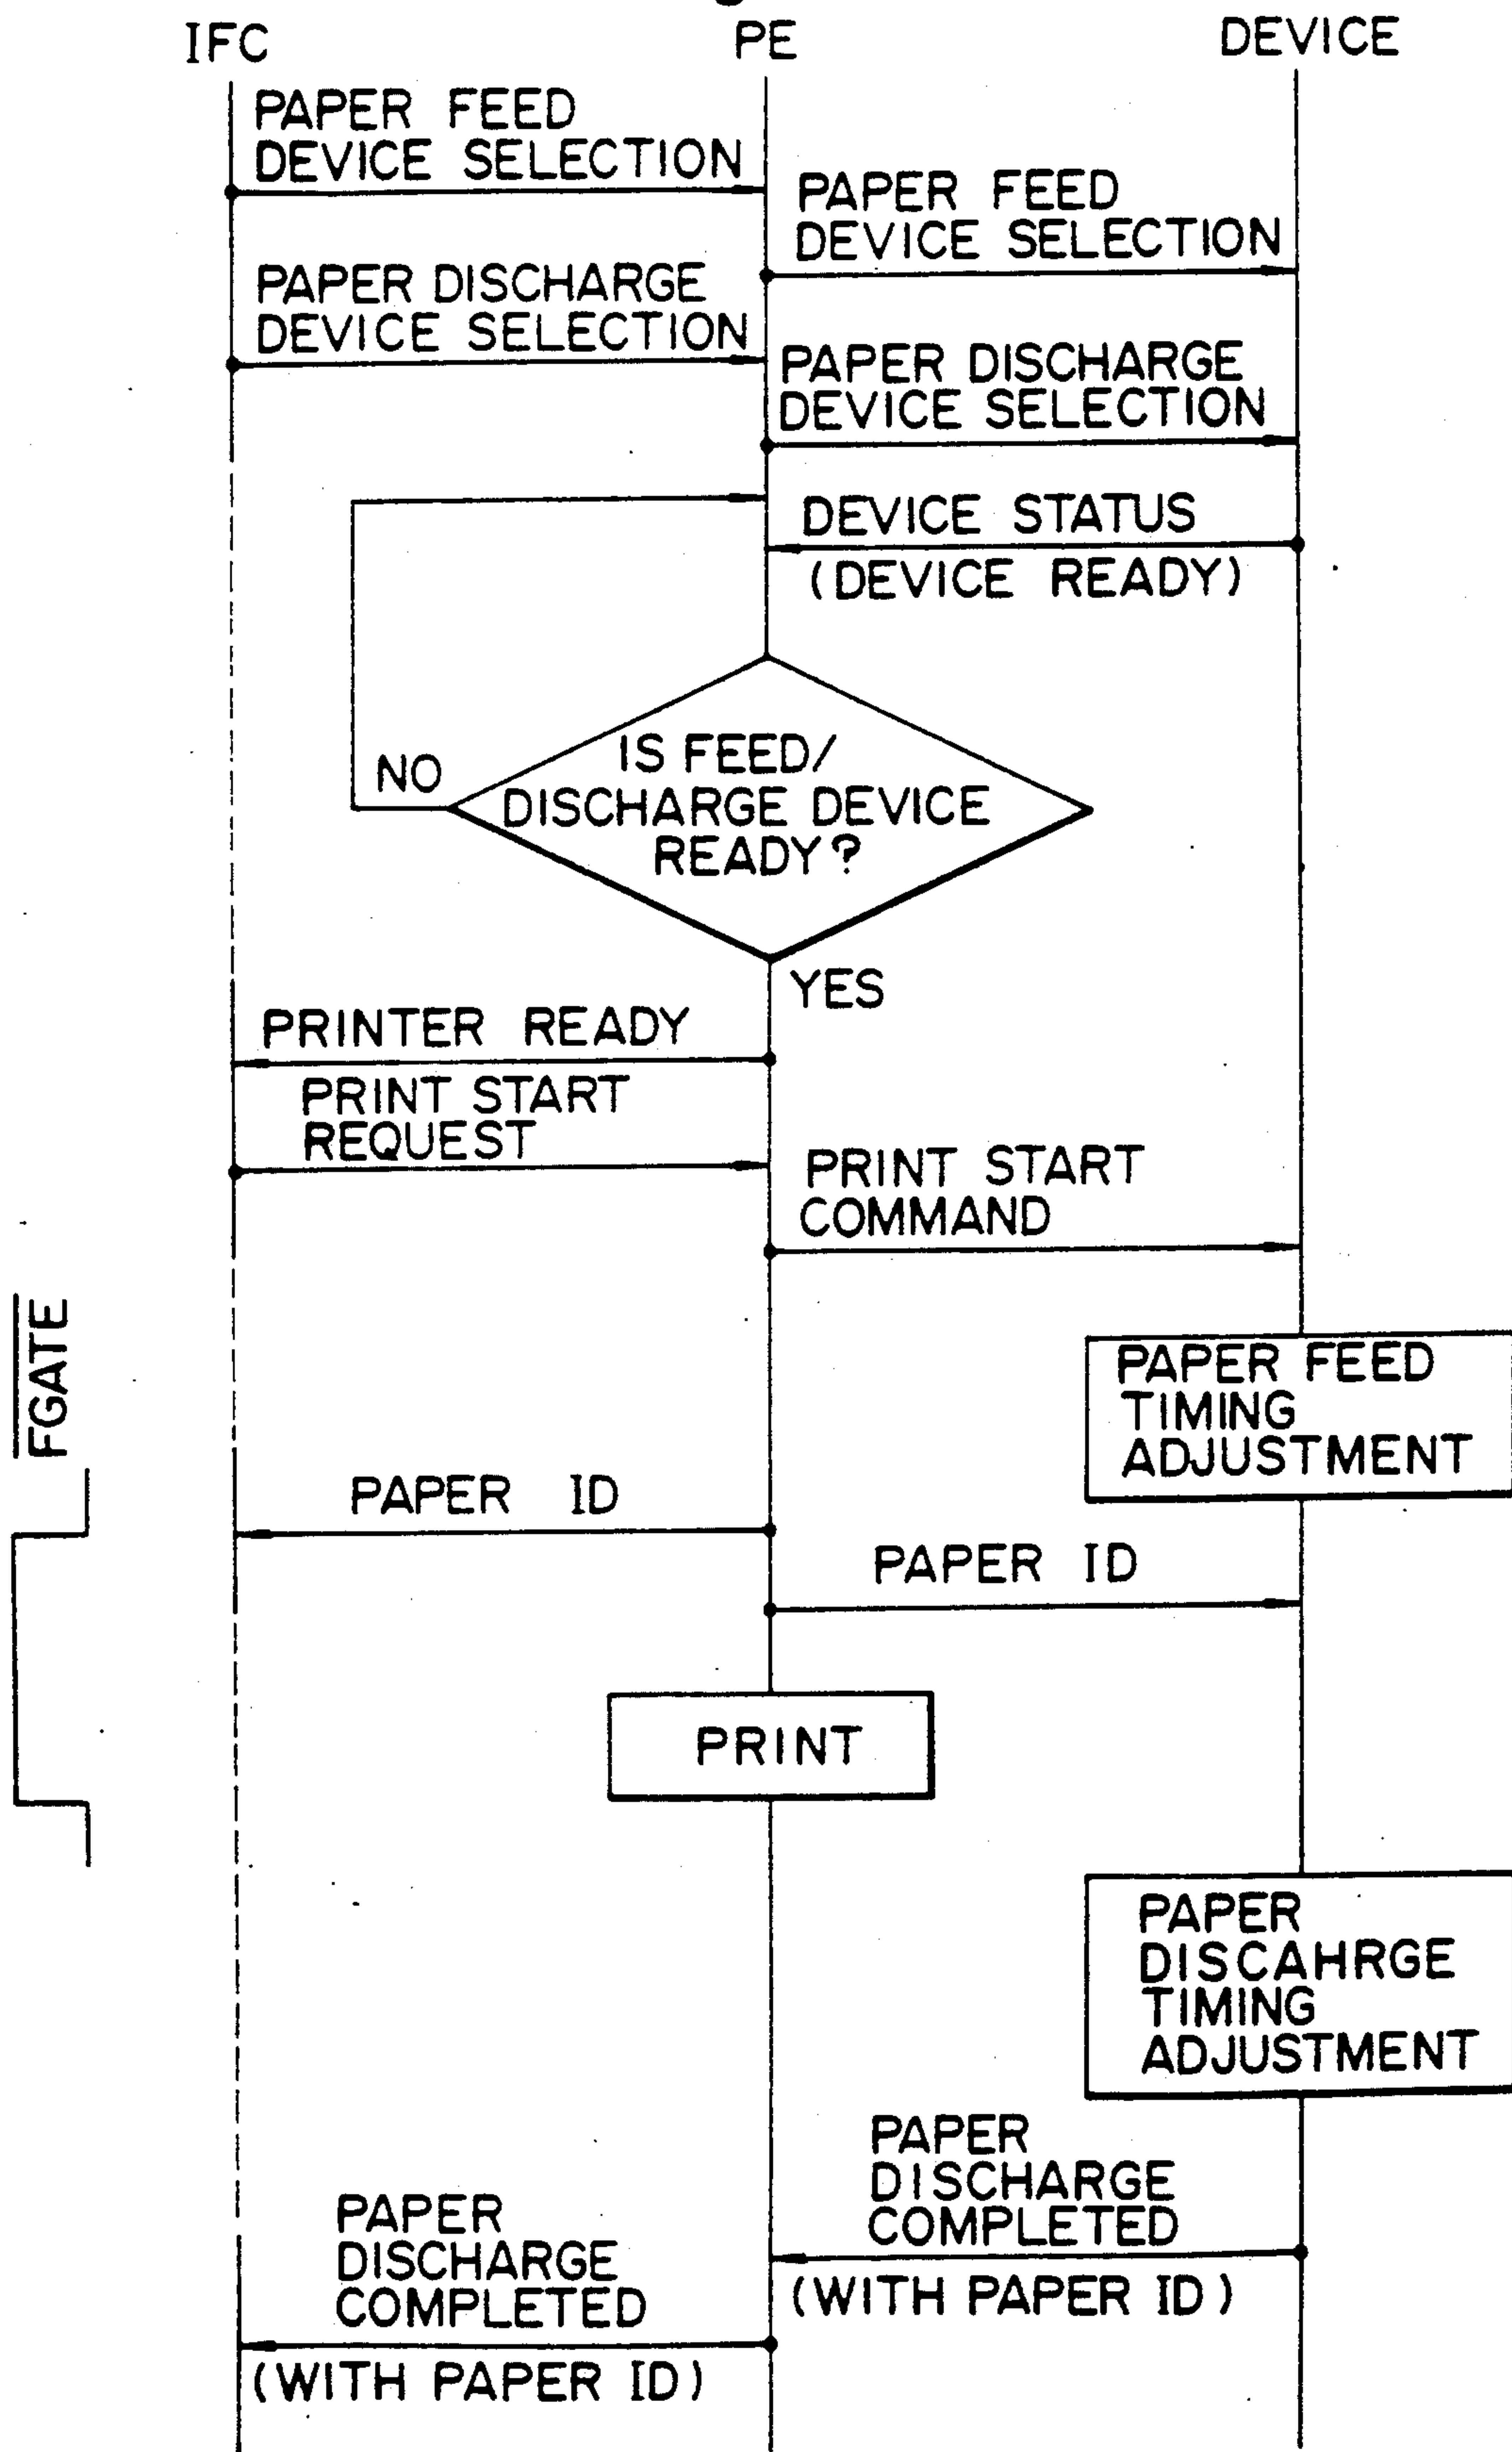 IFC
PE
DEVICE
PAPER FEED
DEVICE SELECTION
PAPER FEED
DEVICE SELECTION
PAPER DISCHARGE
DEVICE SELECTION
PAPER DISCHARGE
DEVICE SELECTION
DEVICE STATUS
(DEVICE READY)
IS FEED/
DISCHARGE DEVICE
READY?
NO
YES
PRINTER READY
PRINT START
REQUEST
PRINT START
COMMAND
FGATE
PAPER FEED
TIMING
ADJUSTMENT
PAPER ID
PAPER ID
PRINT
PAPER
DISCAHRGE
TIMING
ADJUSTMENT
PAPER
DISCHARGE
COMPLETED
(WITH PAPER ID)
PAPER
DISCHARGE
COMPLETED
(WITH PAPER ID)